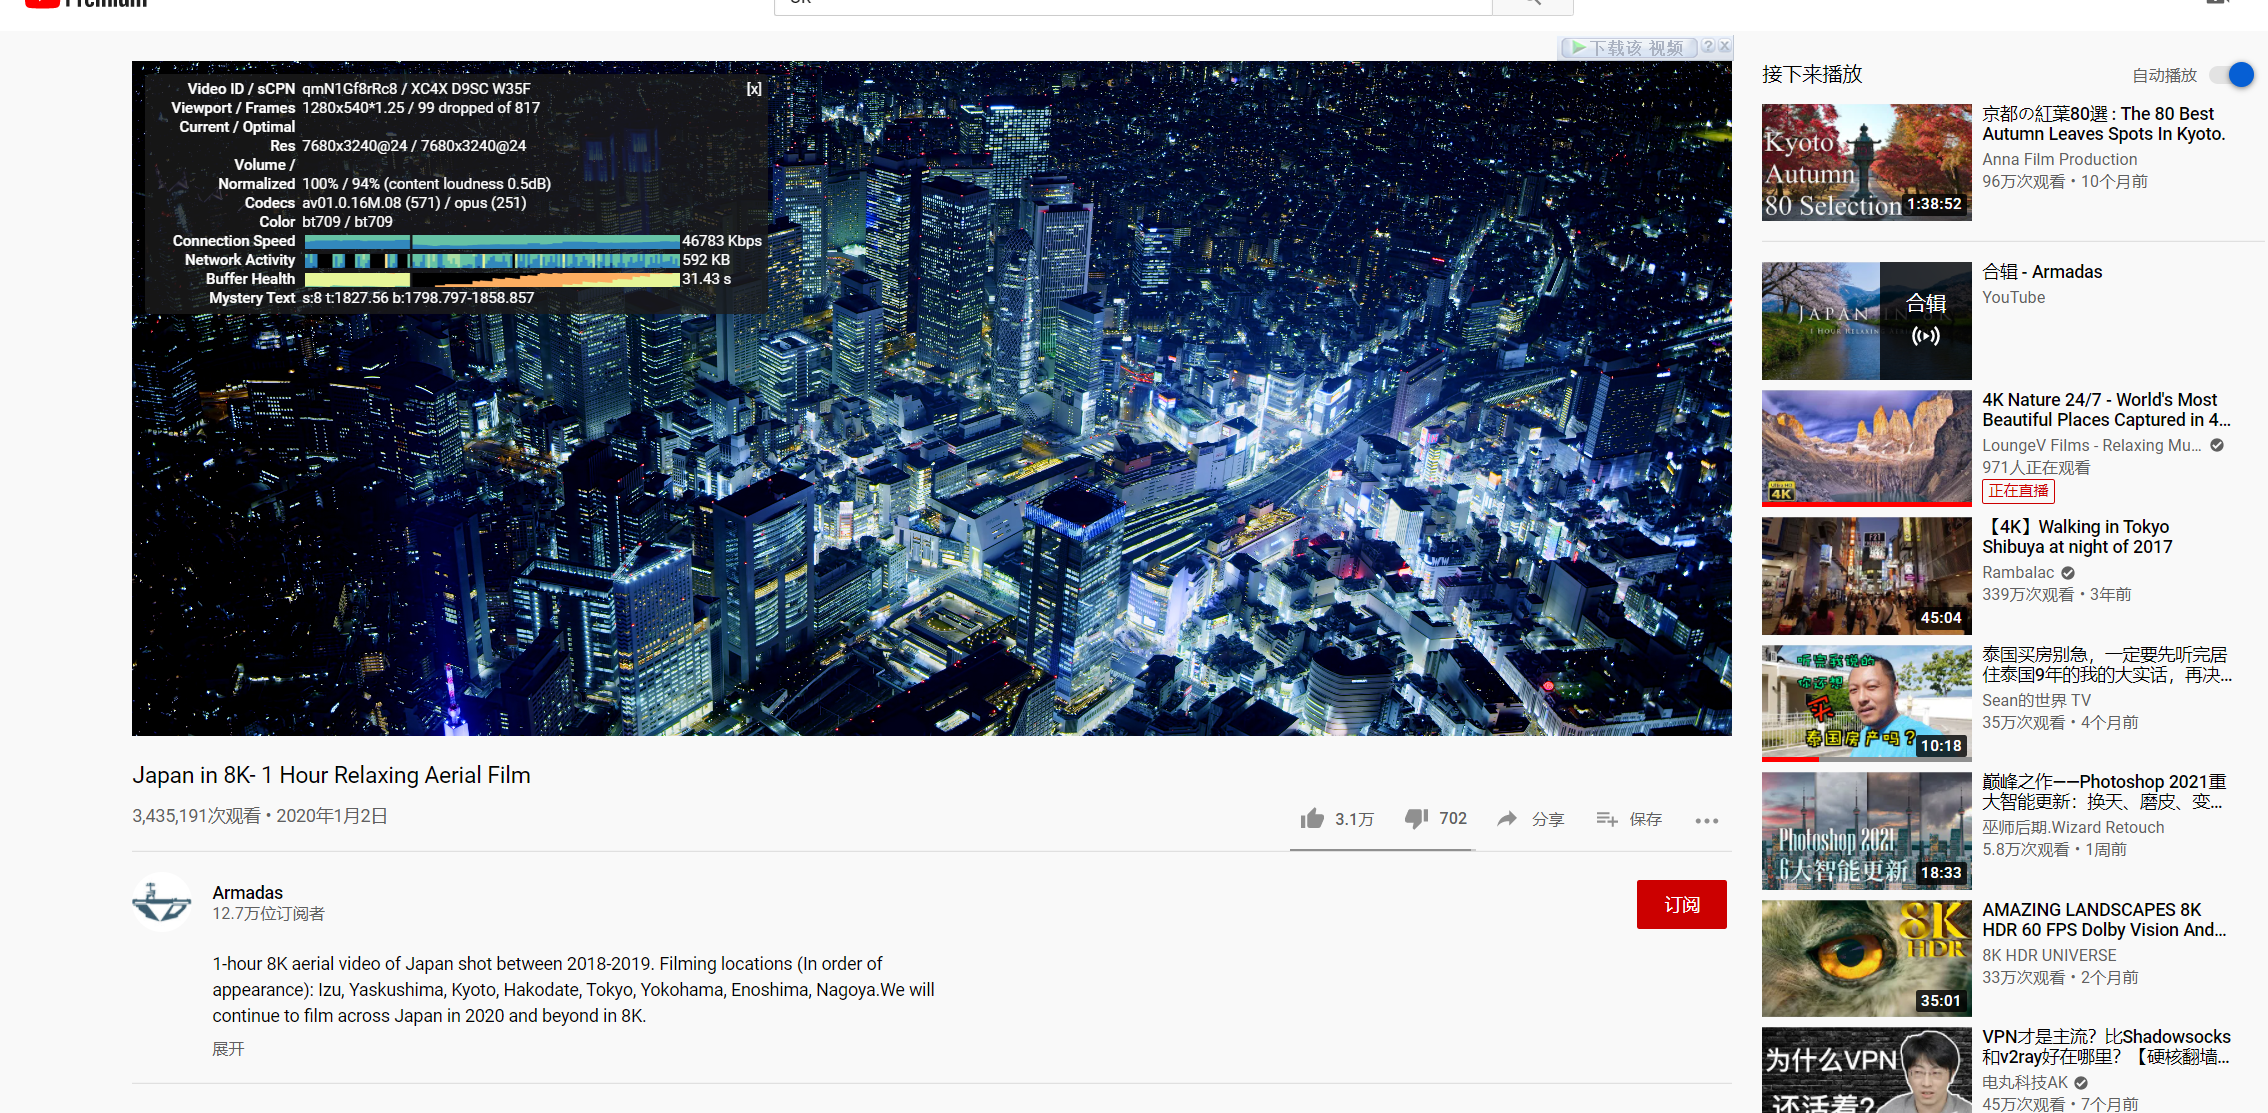 Premium
8K
下载该 视频
Video ID / sCPN qmN1Gf8rRc8 / XC4X D9SC W35F
[x]
Viewport / Frames 1280x540*1.25 / 99 dropped of 817
Current / Optimal
Res 7680x3240@24 / 7680x3240@24
Volume /
Normalized 100% / 94% (content loudness 0.5dB)
Codecs av01.0.16M.08 (571) / opus (251)
Color bt709 / bt709
Connection Speed 46783 Kbps
Network Activity 592 KB
Buffer Health 31.43 s
Mystery Text s:8 t:1827.56 b:1798.797-1858.857
Japan in 8K- 1 Hour Relaxing Aerial Film
3,435,191次观看 • 2020年1月2日
3.1万
702
分享
保存
Armadas
12.7万位订阅者
订阅
1-hour 8K aerial video of Japan shot between 2018-2019. Filming locations (In order of
appearance): Izu, Yaskushima, Kyoto, Hakodate, Tokyo, Yokohama, Enoshima, Nagoya.We will
continue to film across Japan in 2020 and beyond in 8K.
展开
接下来播放
自动播放
Kyoto
Autumn
80 Selection
1:38:52
京都の紅葉80選 : The 80 Best
Autumn Leaves Spots In Kyoto.
Anna Film Production
96万次观看 • 10个月前
JAPAN IN 8K
1 HOUR RELAXIN
合辑
合辑 - Armadas
YouTube
4K
4K Nature 24/7 - World's Most
Beautiful Places Captured in 4...
LoungeV Films - Relaxing Mu...
971人正在观看
正在直播
45:04
【4K】Walking in Tokyo
Shibuya at night of 2017
Rambalac
339万次观看 • 3年前
听完我说的
你还想
买
泰国房产吗?
10:18
泰国买房别急，一定要先听完居
住泰国9年的我的大实话，再决...
Sean的世界 TV
35万次观看 • 4个月前
Photoshop 2021
6大智能更新
18:33
巅峰之作——Photoshop 2021重
大智能更新：换天、磨皮、变...
巫师后期.Wizard Retouch
5.8万次观看 • 1周前
8K
HDR
35:01
AMAZING LANDSCAPES 8K
HDR 60 FPS Dolby Vision And...
8K HDR UNIVERSE
33万次观看 • 2个月前
为什么VPN
还活着?
VPN才是主流？比Shadowsocks
和v2ray好在哪里？【硬核翻墙...
电丸科技AK
45万次观看 • 7个月前